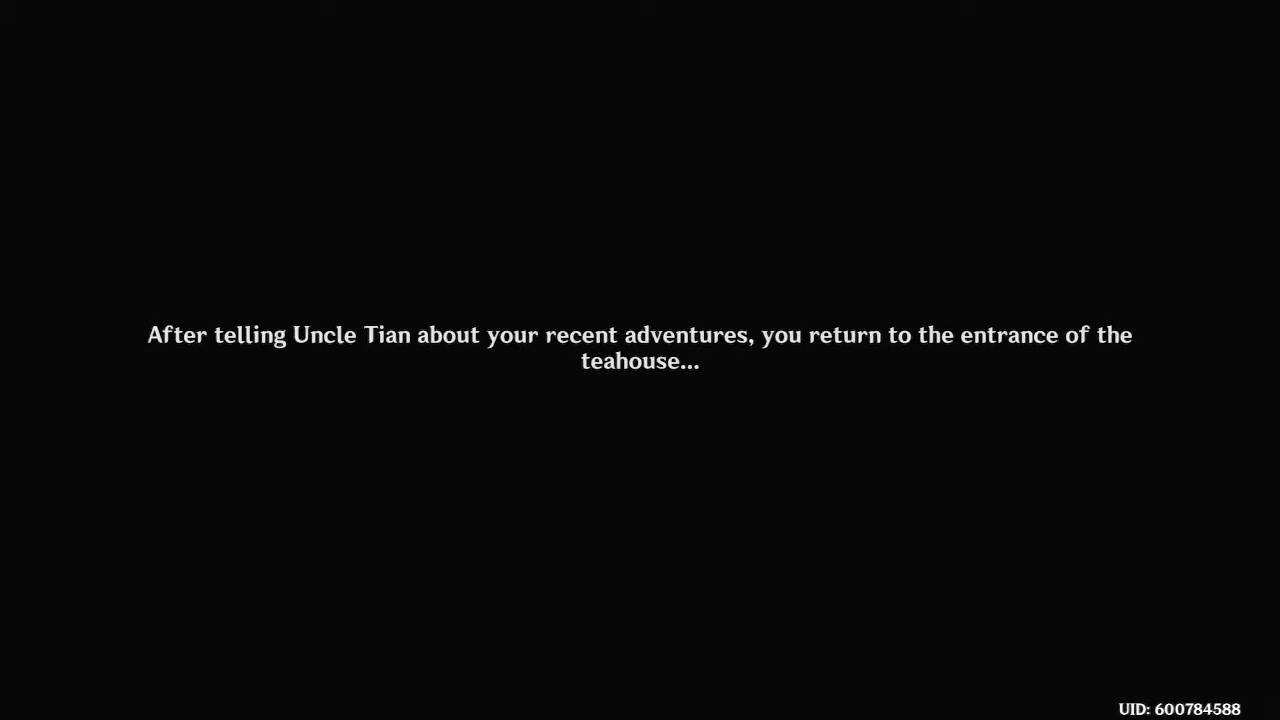 After telling Uncle Tian about your recent adventures, you return to the entrance of the
teahouse...
UID: 600784588